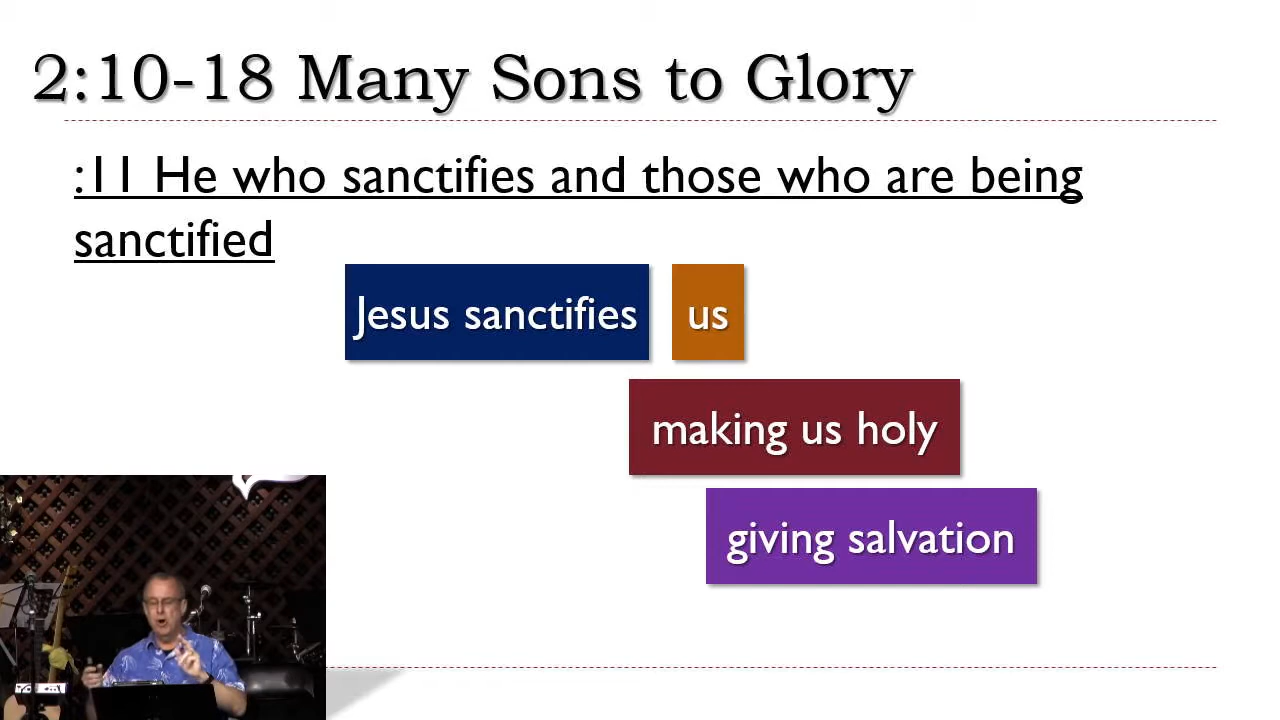 2:10-18 Many Sons to Glory
:11 He who sanctifies and those who are being
sanctified
Jesus sanctifies us
making us holy
giving salvation